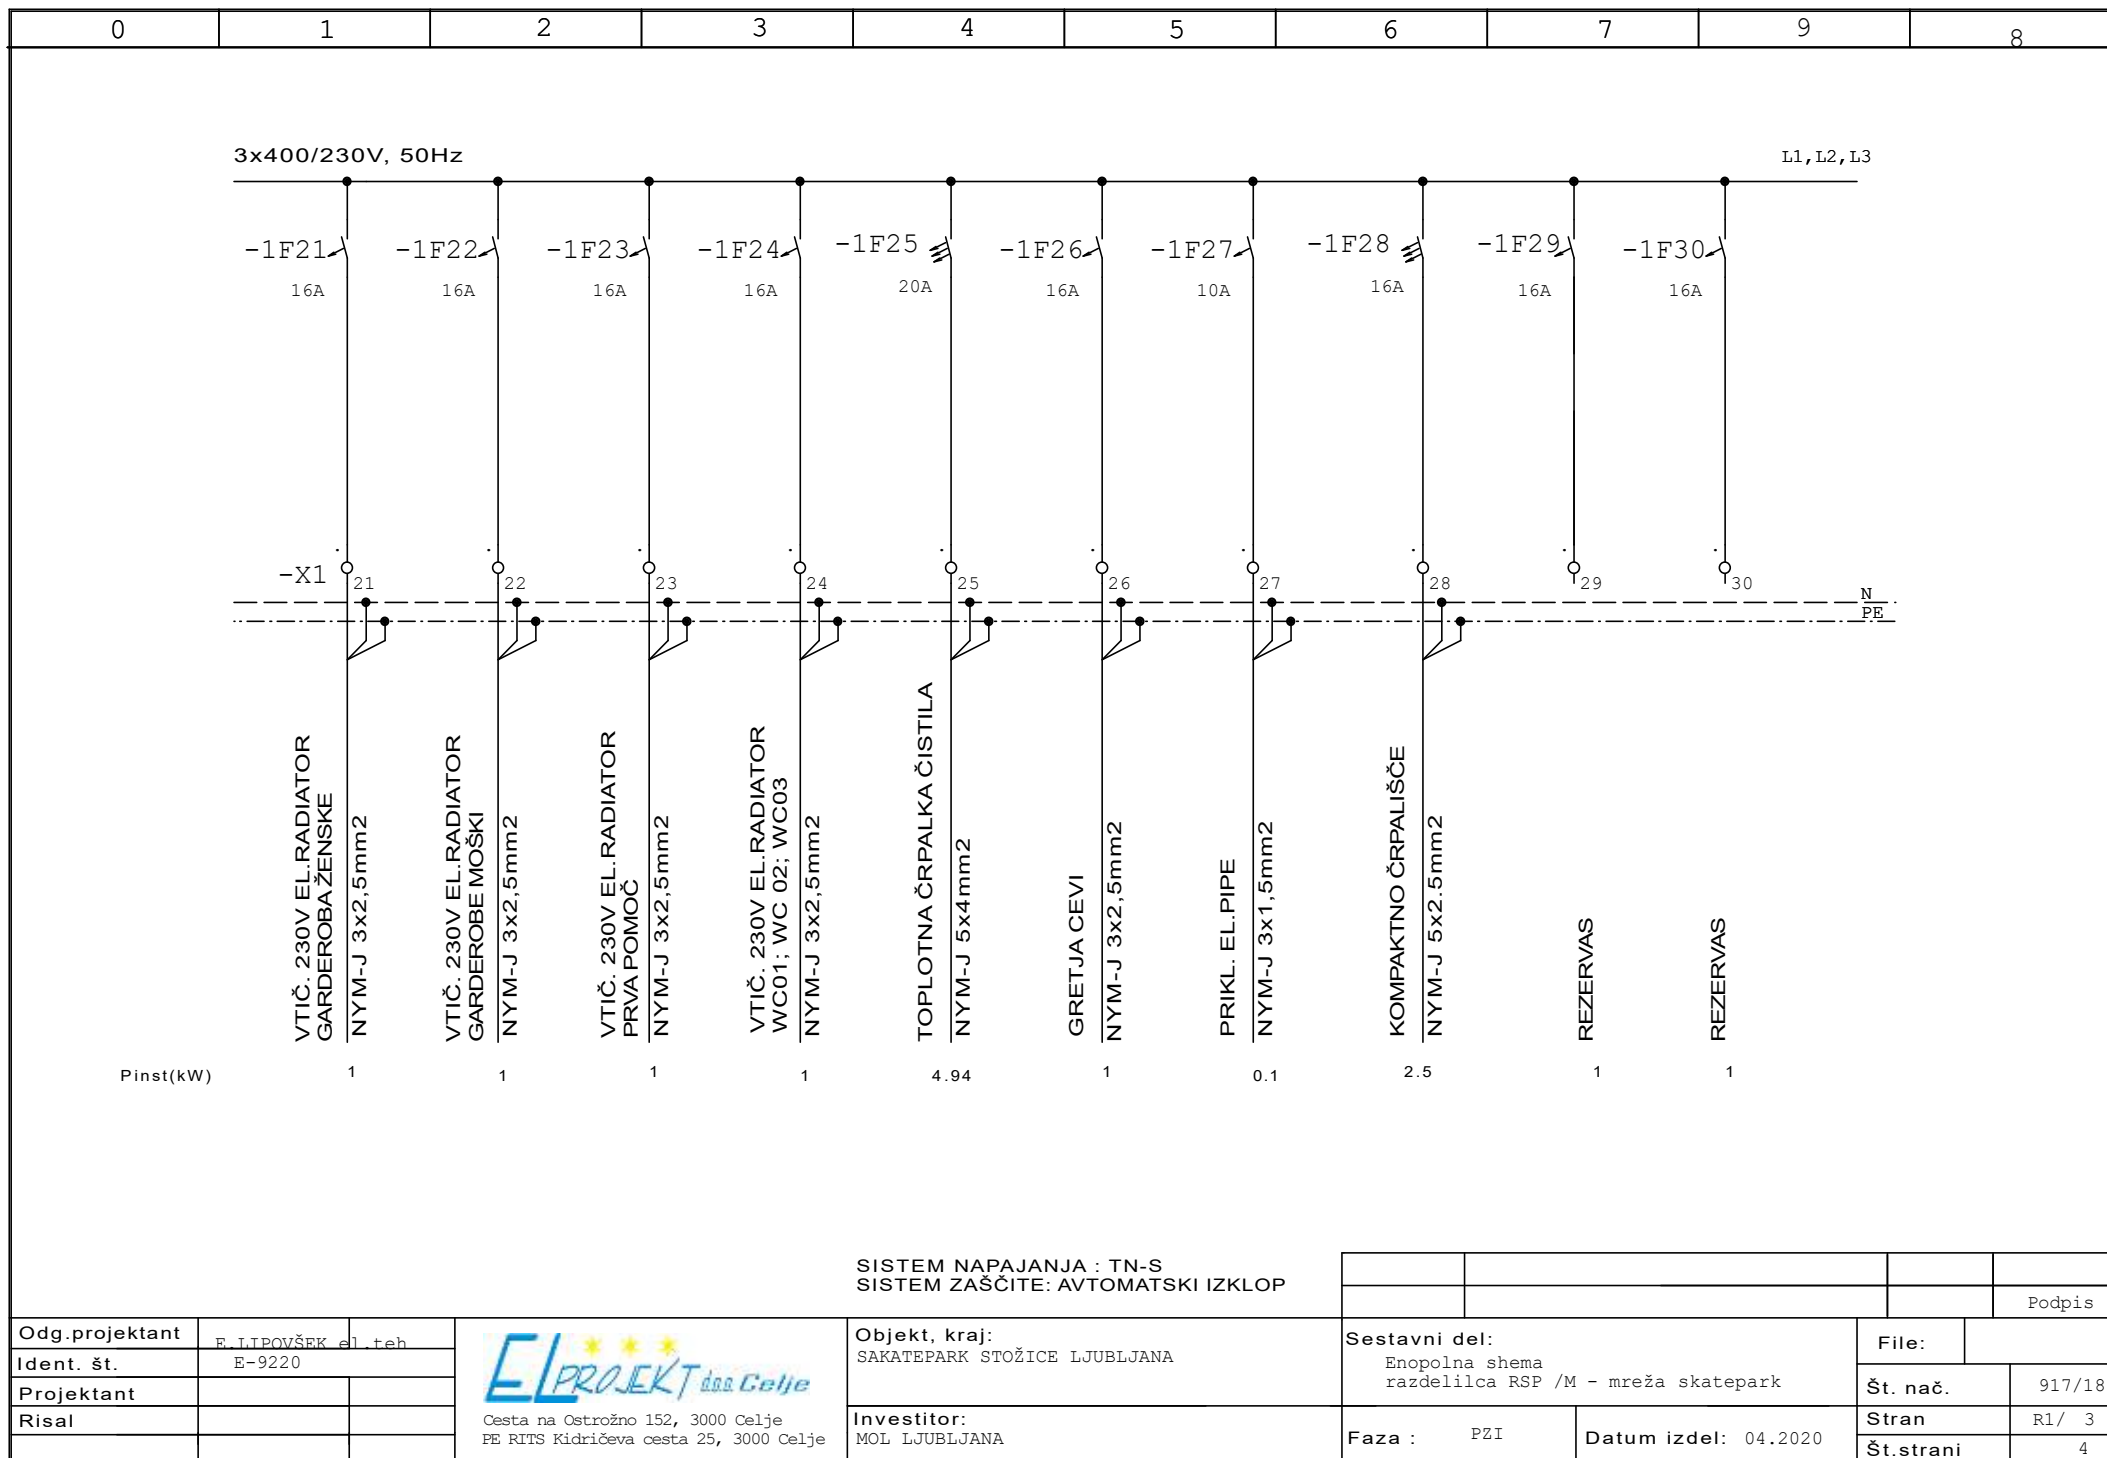 0 1 2 3 4 5 6 7 9 8
3x400/230V, 50Hz
L1,L2,L3
-1F21 -1F22 -1F23 -1F24 -1F25 -1F26 -1F27 -1F28 -1F29 -1F30
16A 16A 16A 16A 20A 16A 10A 16A 16A 16A
-X1 21 22 23 24 25 26 27 28 29 30
N
PE
VTIČ. 230V EL.RADIATOR
GARDEROBA ŽENSKE
NYM-J 3x2,5mm2
VTIČ. 230V EL.RADIATOR
GARDEROBE MOŠKI
NYM-J 3x2,5mm2
VTIČ. 230V EL.RADIATOR
PRVA POMOČ
NYM-J 3x2,5mm2
VTIČ. 230V EL.RADIATOR
WC01; WC 02; WC03
NYM-J 3x2,5mm2
TOPLOTNA ČRPALKA ČISTILA
NYM-J 5x4mm2
GRETJA CEVI
NYM-J 3x2,5mm2
PRIKL. EL.PIPE
NYM-J 3x1,5mm2
KOMPAKTNO ČRPALIŠČE
NYM-J 5x2.5mm2
REZERVAS
REZERVAS
Pinst(kW) 1 1 1 1 4.94 1 0.1 2.5 1 1
SISTEM NAPAJANJA : TN-S
SISTEM ZAŠČITE: AVTOMATSKI IZKLOP
Podpis
Odg.projektant E.LIPOVŠEK el.teh
Ident. št. E-9220
Projektant
Risal
ELPROJEKT d.o.o. Celje
Cesta na Ostrožno 152, 3000 Celje
PE RITS Kidričeva cesta 25, 3000 Celje
Objekt, kraj:
SAKATEPARK STOŽICE LJUBLJANA
Investitor:
MOL LJUBLJANA
Sestavni del:
Enopolna shema
razdelilca RSP /M - mreža skatepark
Faza : PZI
Datum izdel: 04.2020
File:
Št. nač. 917/18
Stran R1/ 3
Št.strani 4